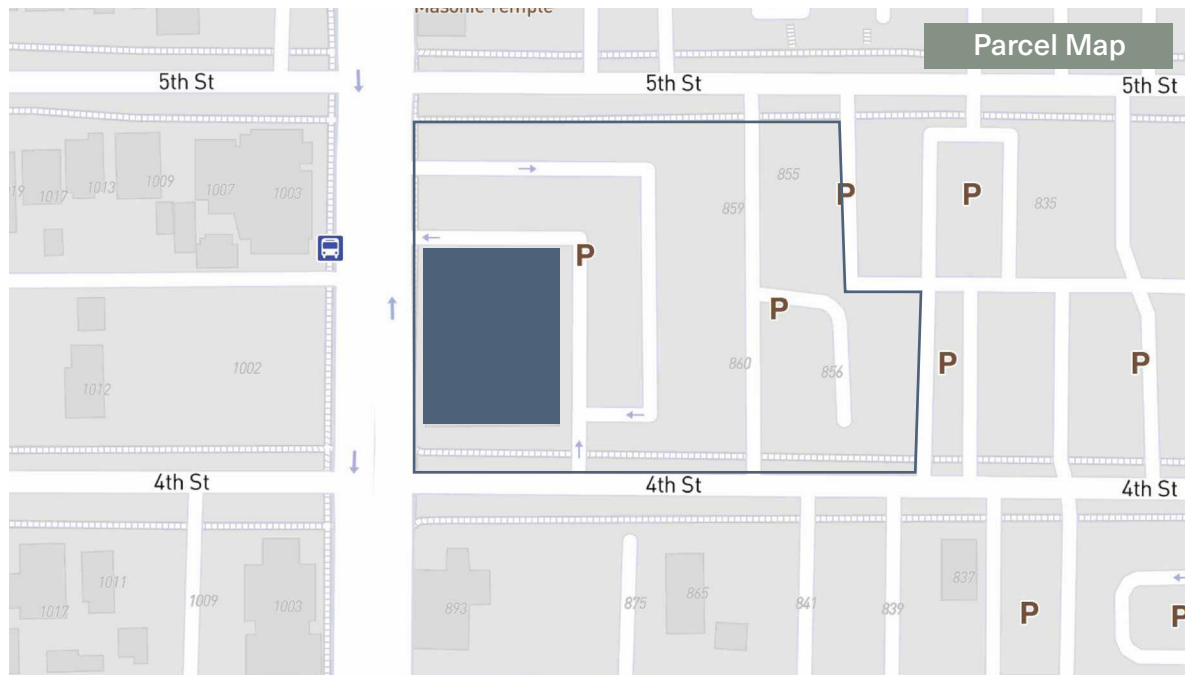 Masonic Temple
Parcel Map
5th St
5th St
5th St
1017
1013
1009
1007
1003
855
859
P
P
835
P
P
1002
1012
860
856
P
P
4th St
4th St
4th St
1017
1011
1009
1003
893
875
865
841
839
837
P
P